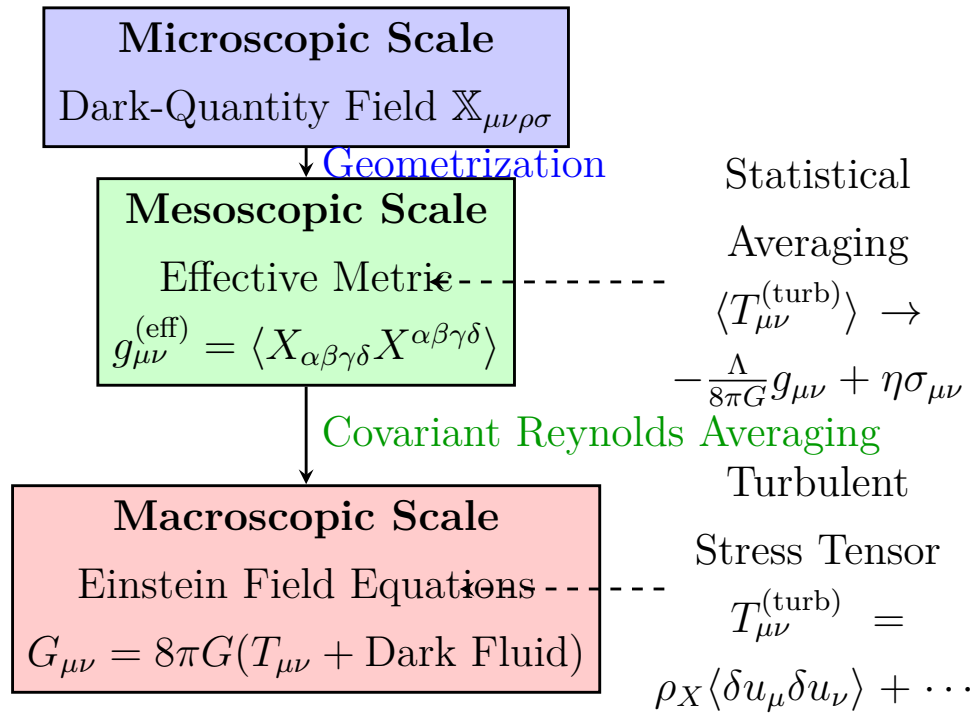 Microscopic Scale
Dark-Quantity Field 𝕏_{μνρσ}
Geometrization
Mesoscopic Scale
Effective Metric
g_{μν}^{(eff)} = ⟨X_{αβγδ}X^{αβγδ}⟩
Statistical
Averaging
⟨T_{μν}^{(turb)}⟩ →
−\frac{Λ}{8πG}g_{μν} + ησ_{μν}
Covariant Reynolds Averaging
Macroscopic Scale
Einstein Field Equations
G_{μν} = 8πG(T_{μν} + Dark Fluid)
Turbulent
Stress Tensor
T_{μν}^{(turb)} =
ρ_X⟨δu_μδu_ν⟩ + ⋯